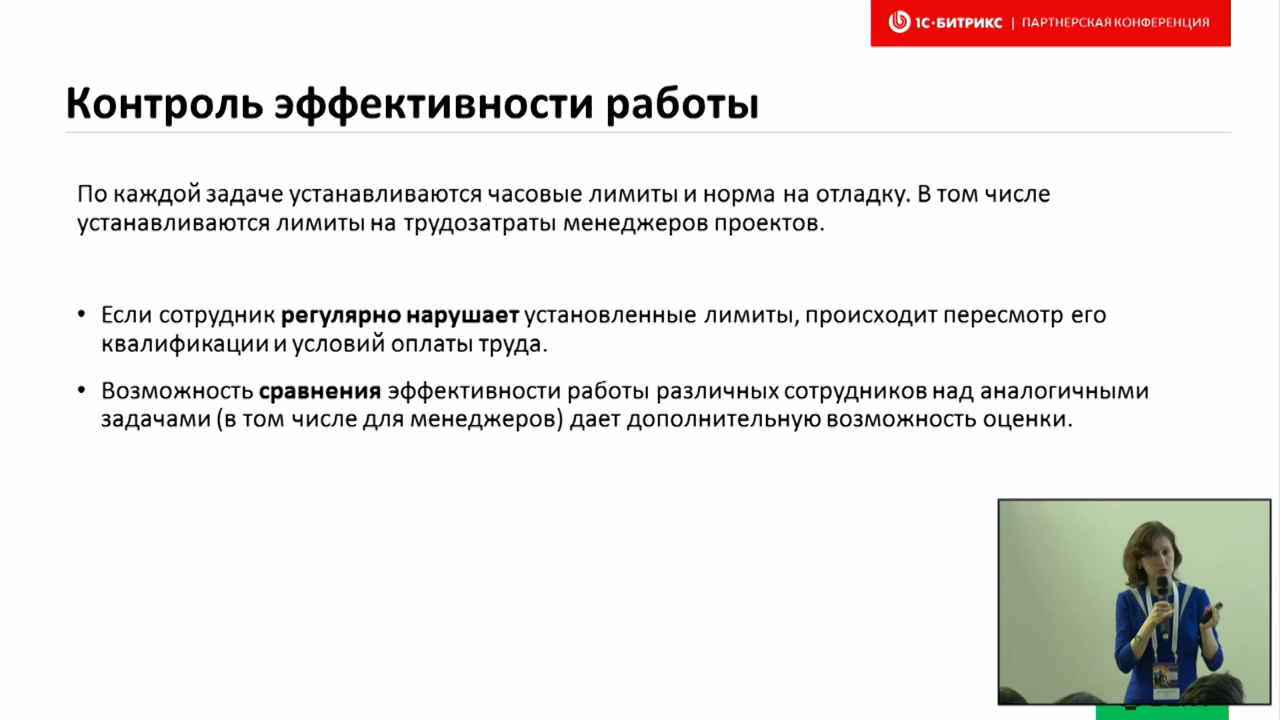 1С·БИТРИКС | ПАРТНЕРСКАЯ КОНФЕРЕНЦИЯ
Контроль эффективности работы
По каждой задаче устанавливаются часовые лимиты и норма на отладку. В том числе
устанавливаются лимиты на трудозатраты менеджеров проектов.
• Если сотрудник регулярно нарушает установленные лимиты, происходит пересмотр его
квалификации и условий оплаты труда.
• Возможность сравнения эффективности работы различных сотрудников над аналогичными
задачами (в том числе для менеджеров) дает дополнительную возможность оценки.